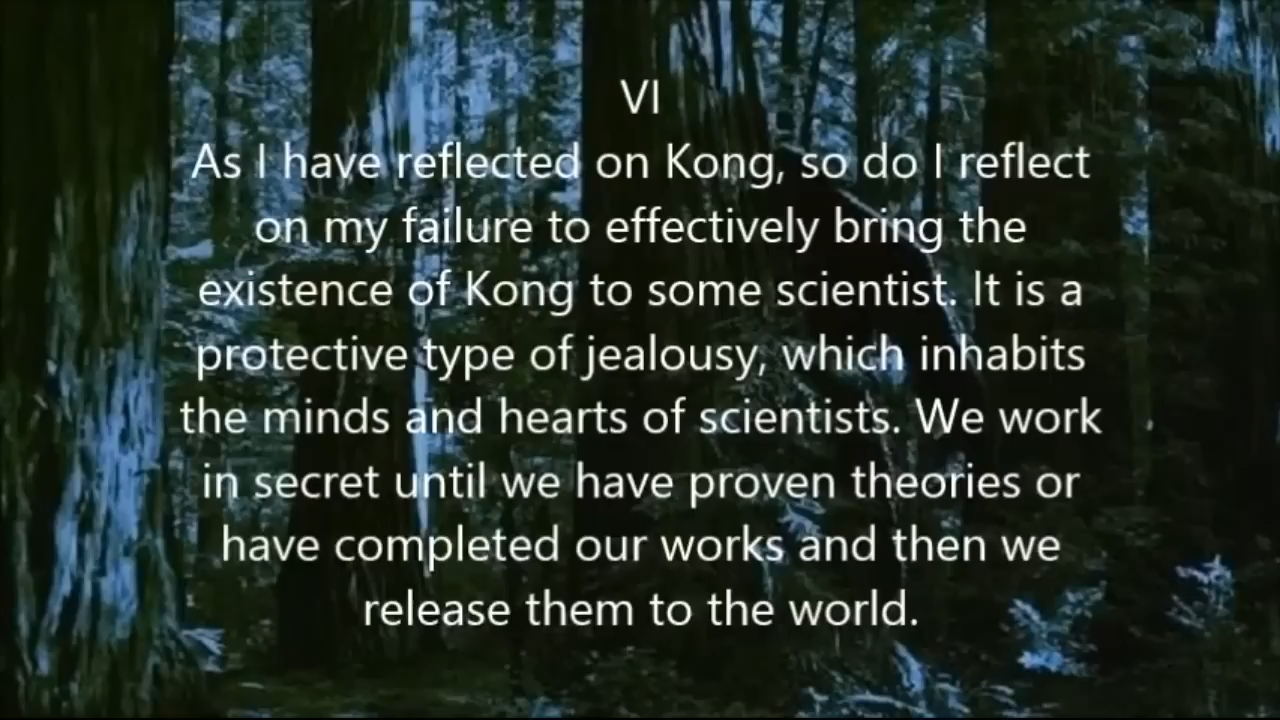 VI
As I have reflected on Kong, so do I reflect
on my failure to effectively bring the
existence of Kong to some scientist. It is a
protective type of jealousy, which inhabits
the minds and hearts of scientists. We work
in secret until we have proven theories or
have completed our works and then we
release them to the world.